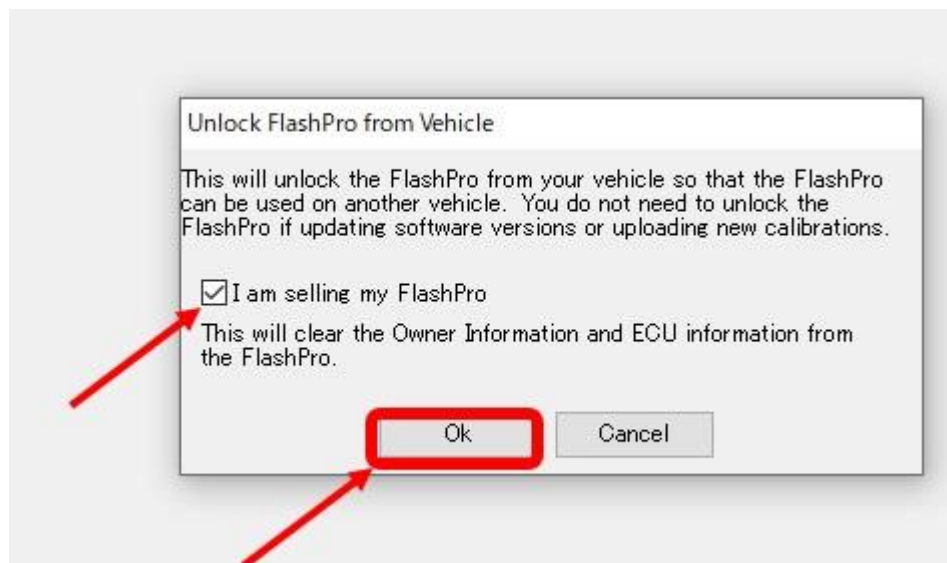 Unlock FlashPro from Vehicle
This will unlock the FlashPro from your vehicle so that the FlashPro
can be used on another vehicle.  You do not need to unlock the
FlashPro if updating software versions or uploading new calibrations.
I am selling my FlashPro
This will clear the Owner Information and ECU information from
the FlashPro.
Ok
Cancel